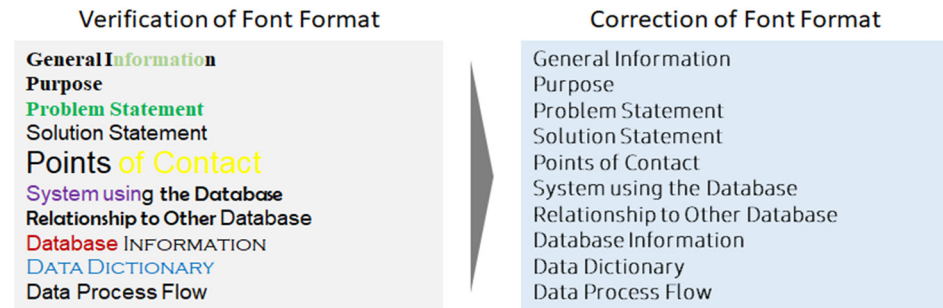 Verification of Font Format
General Information
Purpose
Problem Statement
Solution Statement
Points of Contact
System using the Database
Relationship to Other Database
Database INFORMATION
DATA DICTIONARY
Data Process Flow
Correction of Font Format
General Information
Purpose
Problem Statement
Solution Statement
Points of Contact
System using the Database
Relationship to Other Database
Database Information
Data Dictionary
Data Process Flow